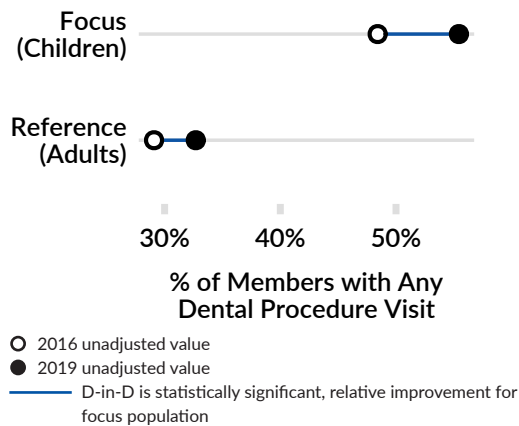 Focus
(Children)
Reference
(Adults)
30% 40% 50%
% of Members with Any
Dental Procedure Visit
2016 unadjusted value
2019 unadjusted value
D-in-D is statistically significant, relative improvement for
focus population